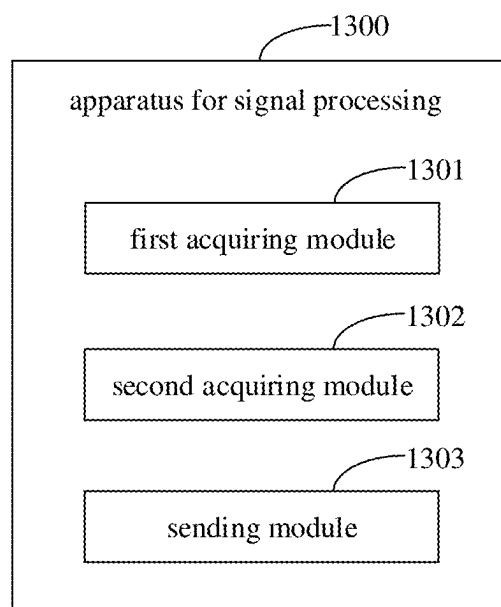 1300
apparatus for signal processing
1301
first acquiring module
1302
second acquiring module
1303
sending module